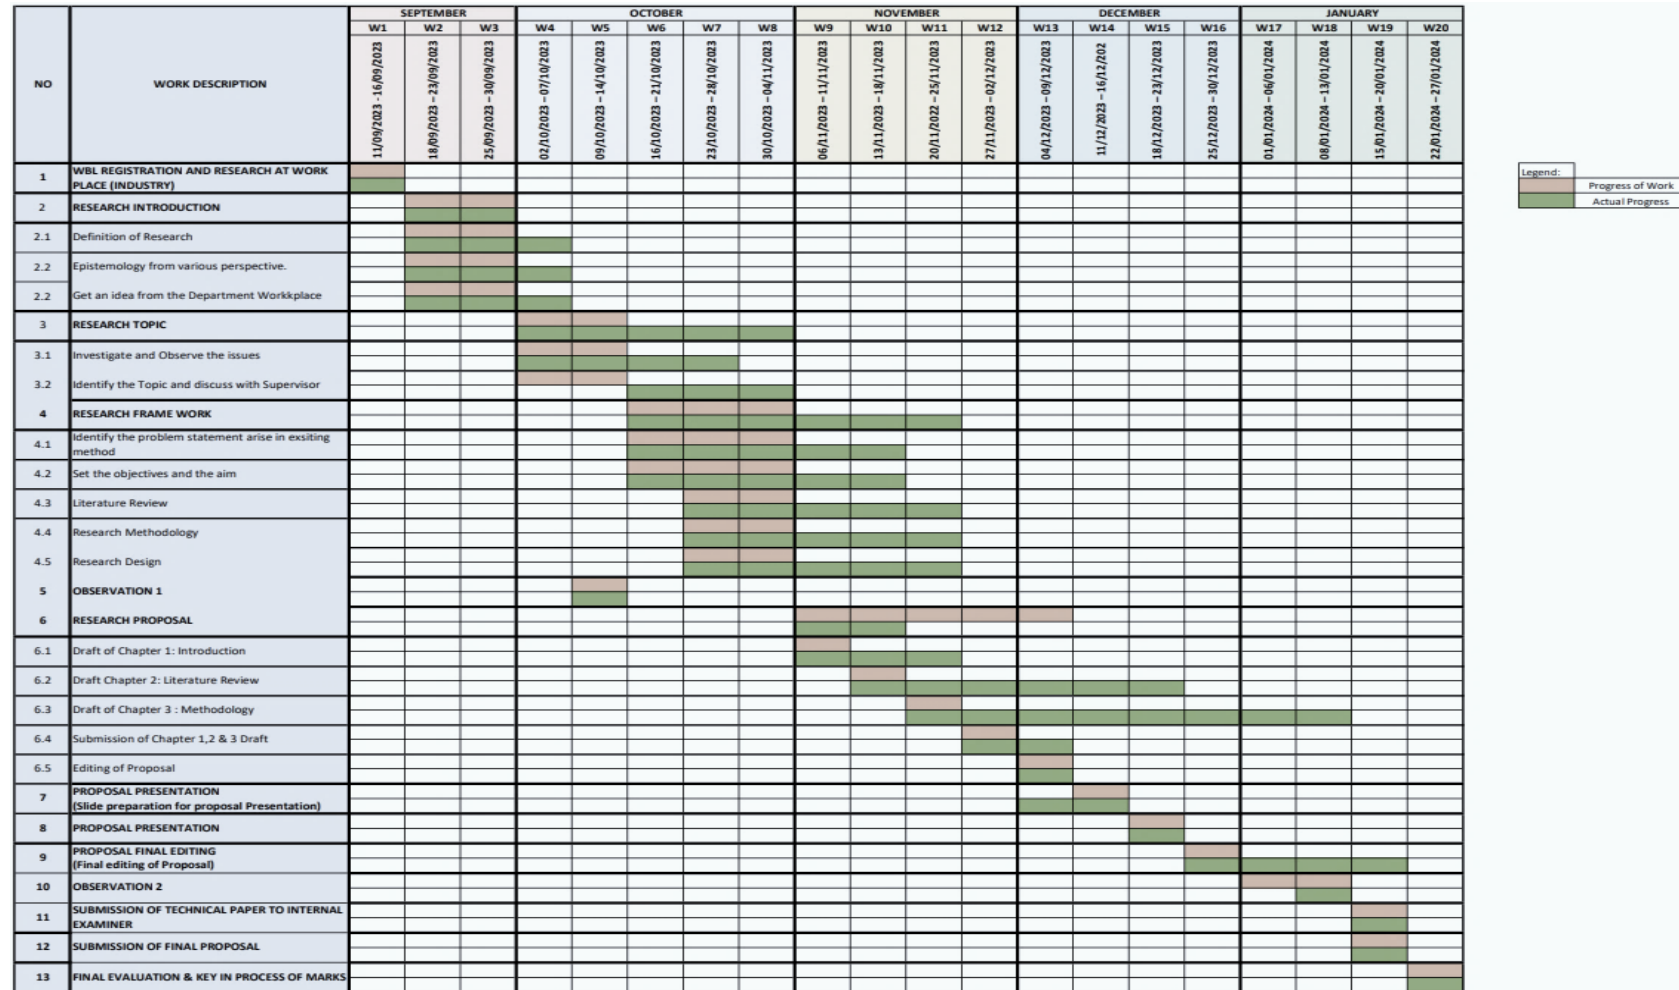 SEPTEMBER OCTOBER NOVEMBER DECEMBER JANUARY
NO WORK DESCRIPTION W1 W2 W3 W4 W5 W6 W7 W8 W9 W10 W11 W12 W13 W14 W15 W16 W17 W18 W19 W20
11/09/2023 - 16/09/2023
18/09/2023 – 23/09/2023
25/09/2023 – 30/09/2023
02/10/2023 – 07/10/2023
09/10/2023 – 14/10/2023
16/10/2023 – 21/10/2023
23/10/2023 – 28/10/2023
30/10/2023 – 04/11/2023
06/11/2023 – 11/11/2023
13/11/2023 – 18/11/2023
20/11/2022 – 25/11/2023
27/11/2023 – 02/12/2023
04/12/2023 – 09/12/2023
11/12/2023 – 16/12/202
18/12/2023 – 23/12/2023
25/12/2023 – 30/12/2023
01/01/2024 – 06/01/2024
08/01/2024 – 13/01/2024
15/01/2024 – 20/01/2024
22/01/2024 – 27/01/2024
1 WBL REGISTRATION AND RESEARCH AT WORK
PLACE (INDUSTRY)
2 RESEARCH INTRODUCTION
2.1 Definition of Research
2.2 Epistemology from various perspective.
2.2 Get an idea from the Department Workkplace
3 RESEARCH TOPIC
3.1 Investigate and Observe the issues
3.2 Identify the Topic and discuss with Supervisor
4 RESEARCH FRAME WORK
4.1 Identify the problem statement arise in exsiting
method
4.2 Set the objectives and the aim
4.3 Literature Review
4.4 Research Methodology
4.5 Research Design
5 OBSERVATION 1
6 RESEARCH PROPOSAL
6.1 Draft of Chapter 1: Introduction
6.2 Draft Chapter 2: Literature Review
6.3 Draft of Chapter 3 : Methodology
6.4 Submission of Chapter 1,2 & 3 Draft
6.5 Editing of Proposal
7 PROPOSAL PRESENTATION
(Slide preparation for proposal Presentation)
8 PROPOSAL PRESENTATION
9 PROPOSAL FINAL EDITING
(Final editing of Proposal)
10 OBSERVATION 2
11 SUBMISSION OF TECHNICAL PAPER TO INTERNAL
EXAMINER
12 SUBMISSION OF FINAL PROPOSAL
13 FINAL EVALUATION & KEY IN PROCESS OF MARKS
Legend:
Progress of Work
Actual Progress